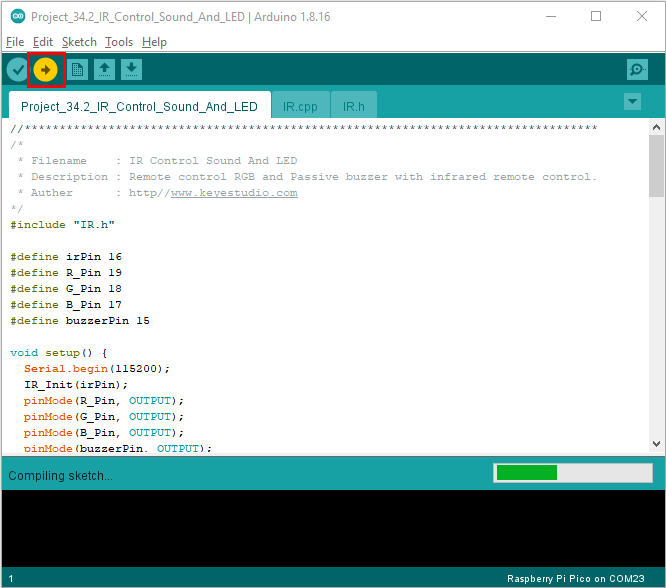 Project_34.2_IR_Control_Sound_And_LED | Arduino 1.8.16
File Edit Sketch Tools Help
Project_34.2_IR_Control_Sound_And_LED IR.cpp IR.h
//**********************************************************************************
/*
 * Filename    : IR Control Sound And LED
 * Description : Remote control RGB and Passive buzzer with infrared remote control.
 * Auther      : http//www.keyestudio.com
*/
#include "IR.h"
#define irPin 16
#define R_Pin 19
#define G_Pin 18
#define B_Pin 17
#define buzzerPin 15
void setup() {
  Serial.begin(115200);
  IR_Init(irPin);
  pinMode(R_Pin, OUTPUT);
  pinMode(G_Pin, OUTPUT);
  pinMode(B_Pin, OUTPUT);
  pinMode(buzzerPin, OUTPUT);
Compiling sketch...
1 Raspberry Pi Pico on COM23